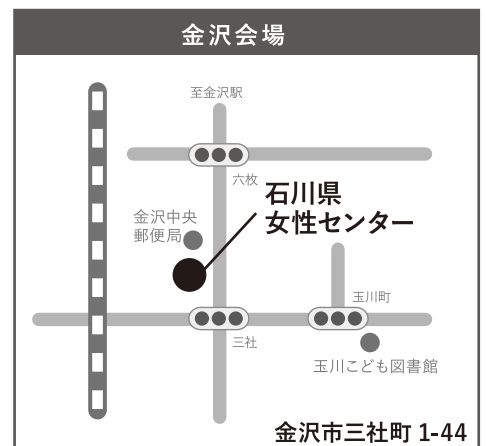 金沢会場
至金沢駅
六枚
石川県
女性センター
金沢中央
郵便局
玉川町
三社
玉川こども図書館
金沢市三社町 1-44